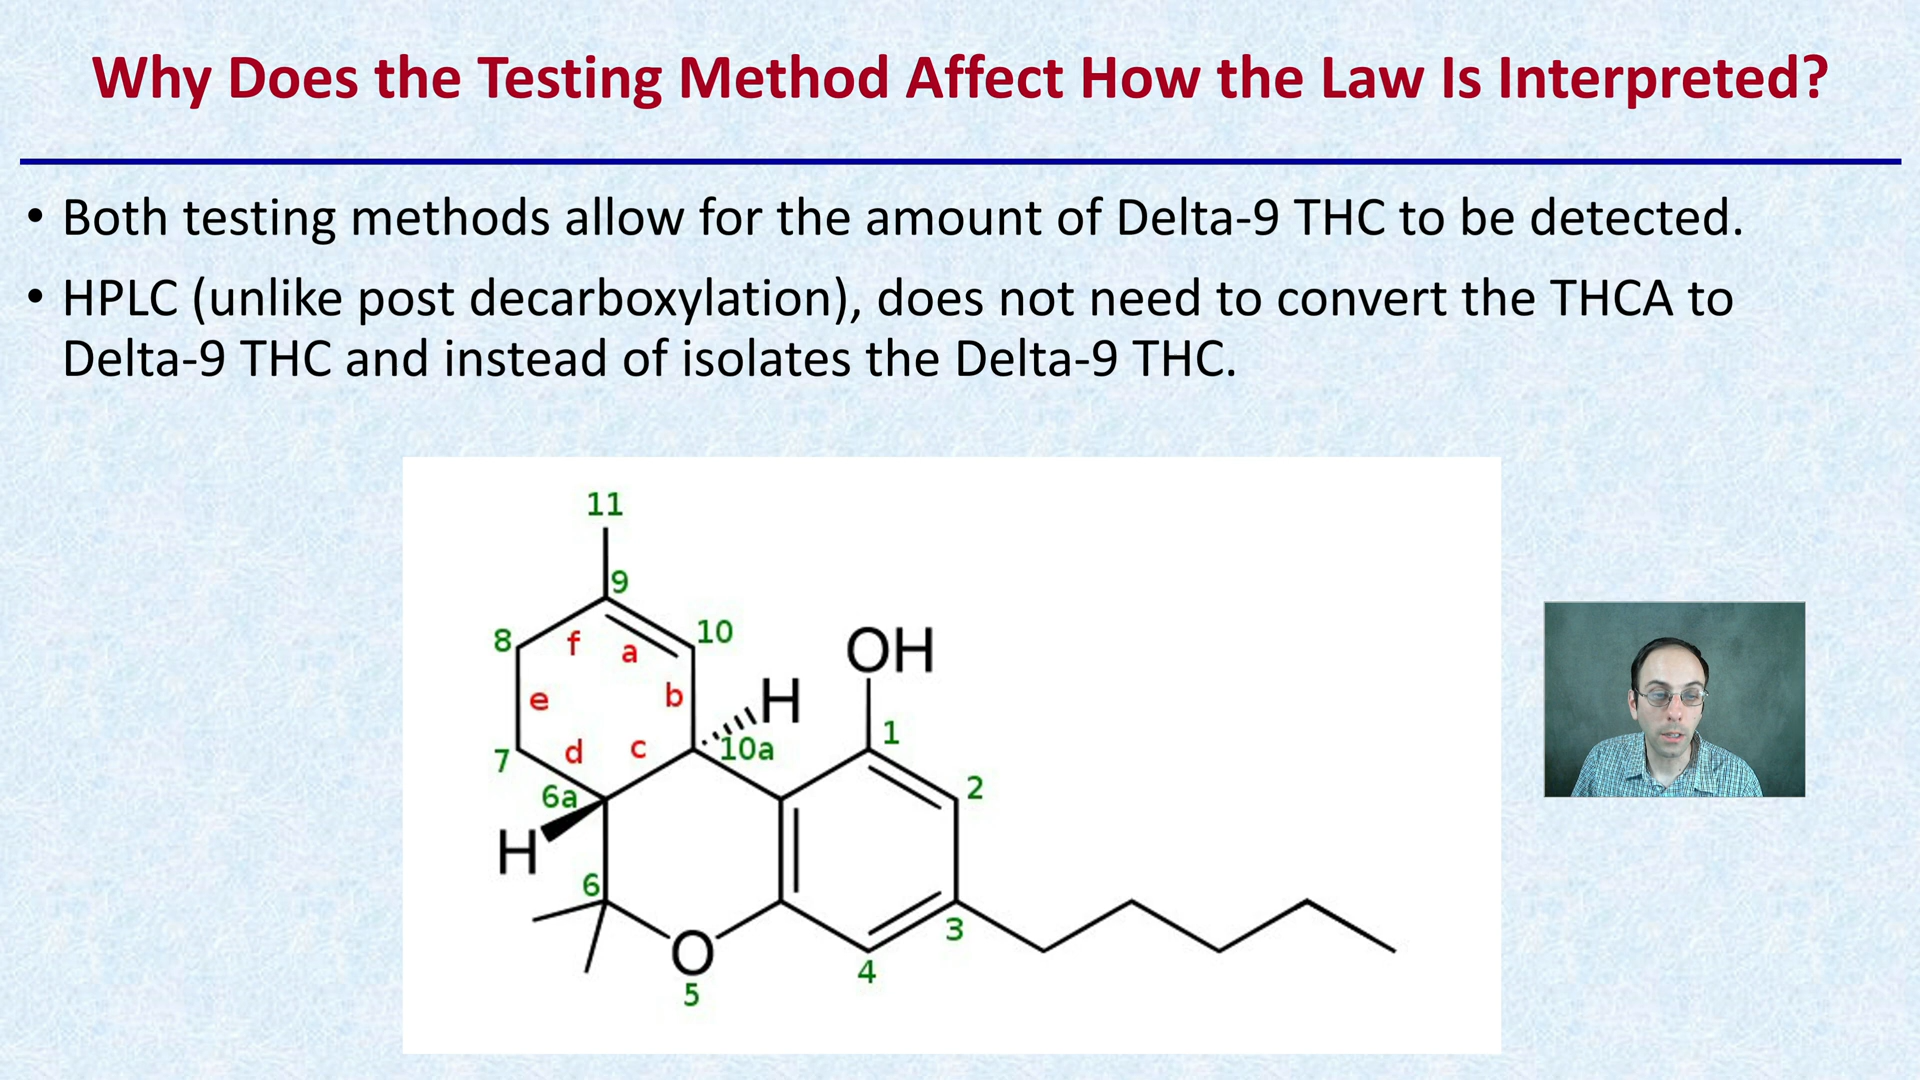 Why Does the Testing Method Affect How the Law Is Interpreted?
• Both testing methods allow for the amount of Delta-9 THC to be detected.
• HPLC (unlike post decarboxylation), does not need to convert the THCA to
Delta-9 THC and instead of isolates the Delta-9 THC.
11
9
8 f a 10 OH
e b H
7 d c 10a 1
6a 2
H
6
O 3
5 4